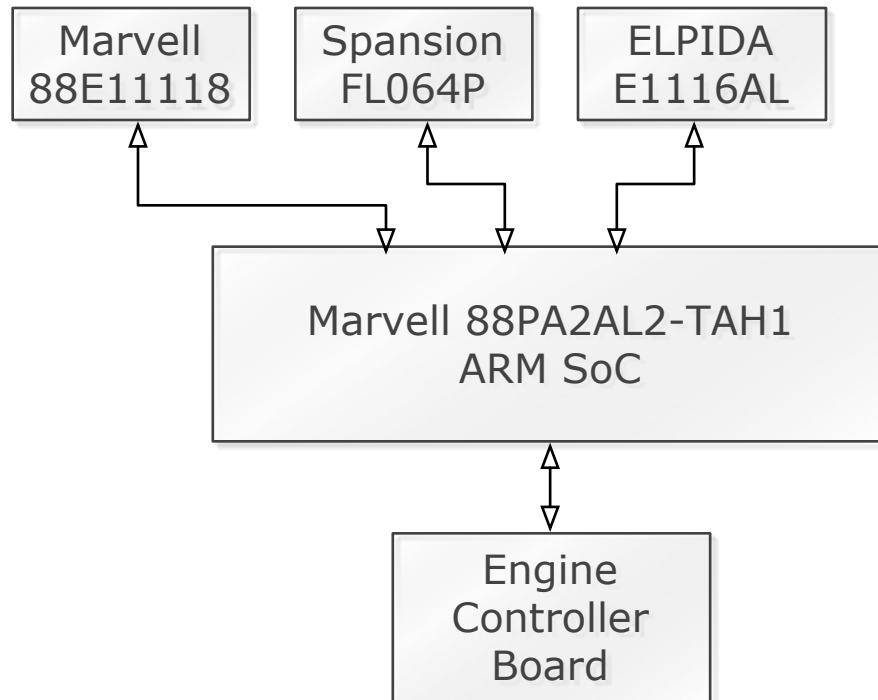 Marvell
88E11118
Spansion
FL064P
ELPIDA
E1116AL
Marvell 88PA2AL2-TAH1
ARM SoC
Engine
Controller
Board